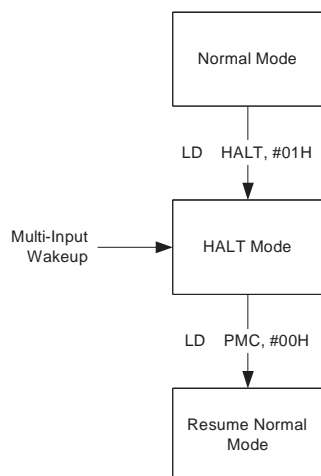 Normal Mode
LD HALT, #01H
Multi-Input
Wakeup
HALT Mode
LD PMC, #00H
Resume Normal
Mode